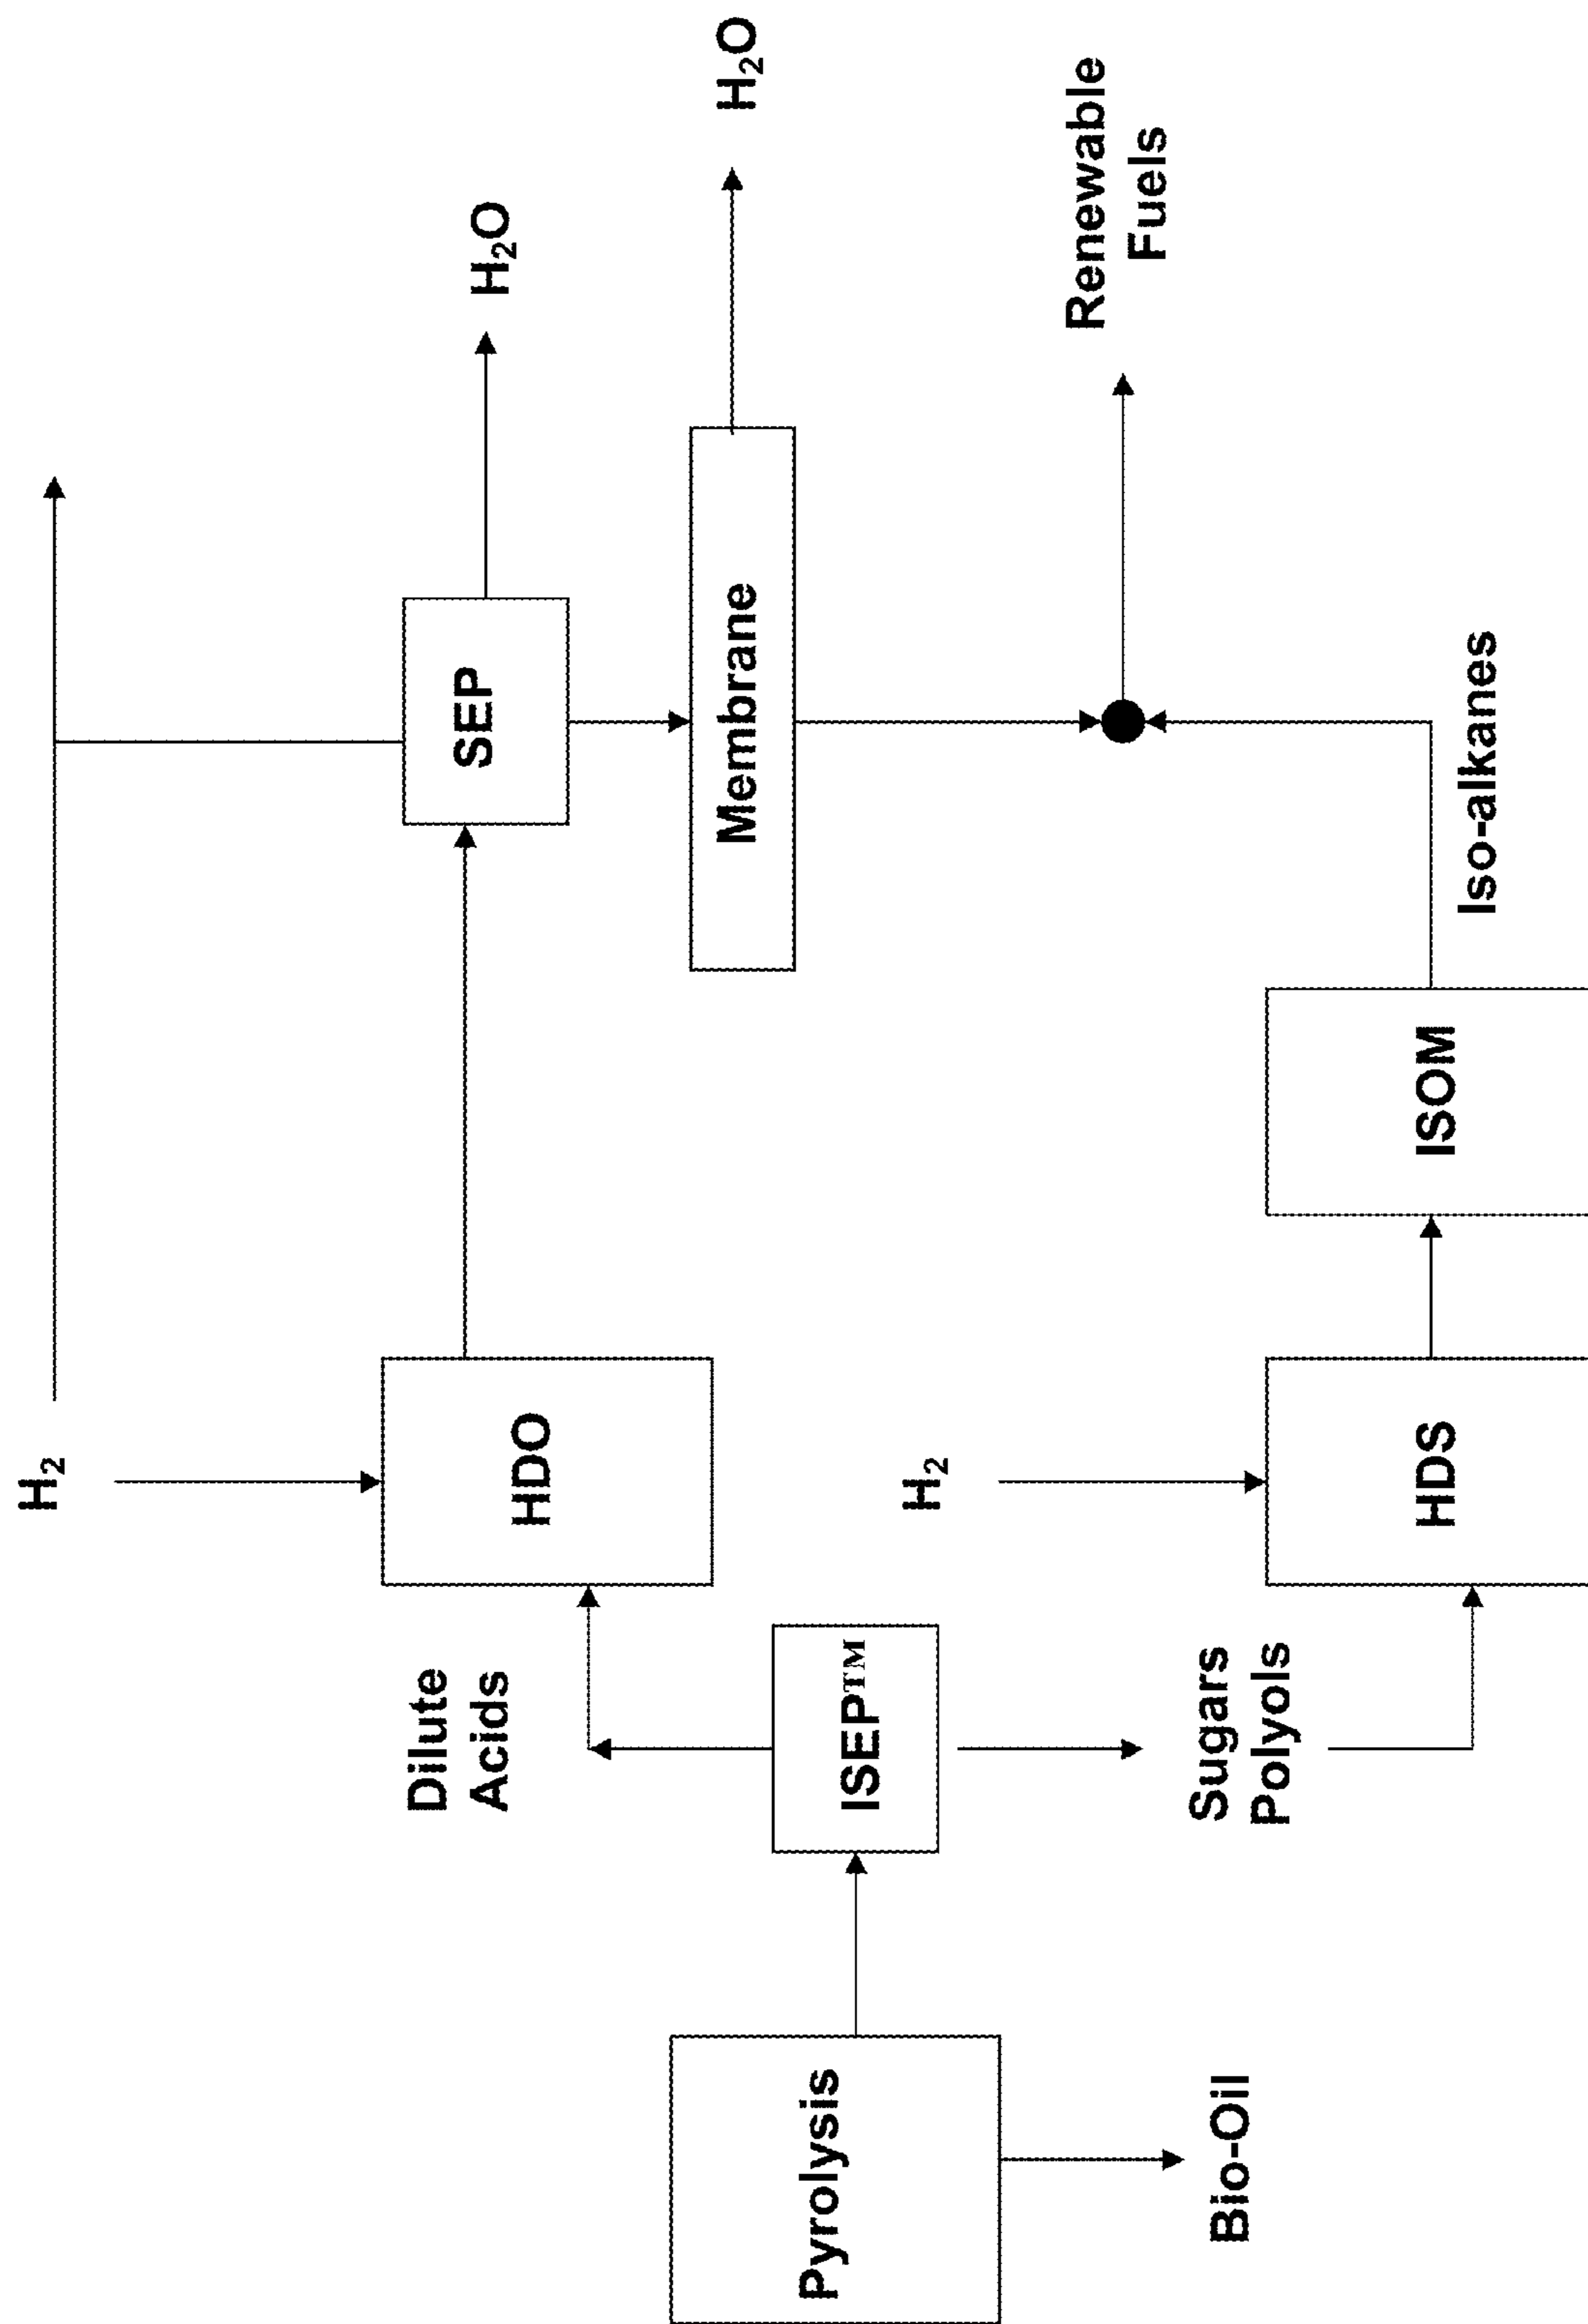 Pyrolysis
Bio-Oil
ISEP™
Dilute
Acids
Sugars
Polyols
H₂
HDO
H₂
HDS
ISOM
Iso-alkanes
SEP
H₂O
Membrane
H₂O
Renewable
Fuels